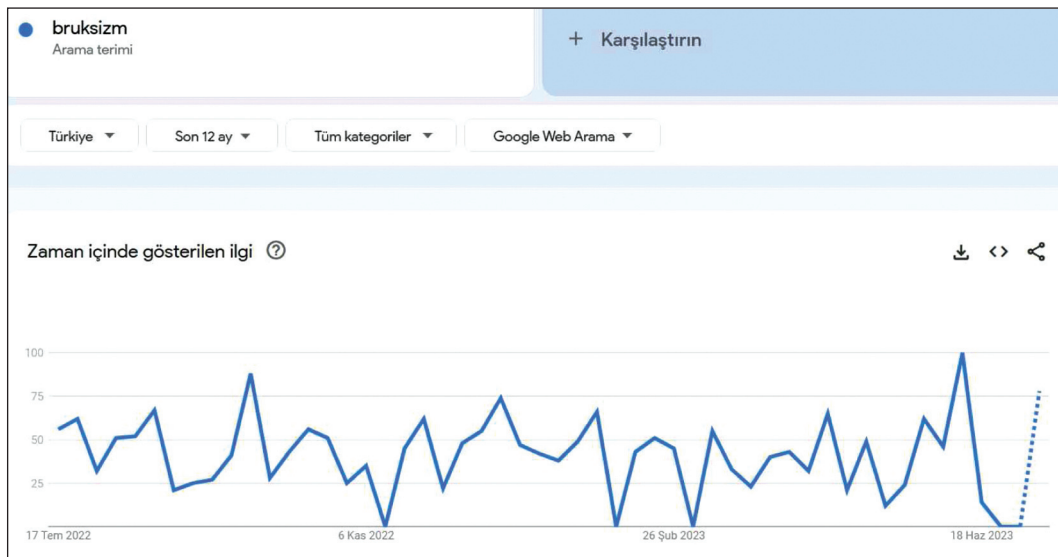 bruksizm
Arama terimi
+ Karşılaştırın
Türkiye
Son 12 ay
Tüm kategoriler
Google Web Arama
Zaman içinde gösterilen ilgi ?
100
75
50
25
17 Tem 2022
6 Kas 2022
26 Şub 2023
18 Haz 2023